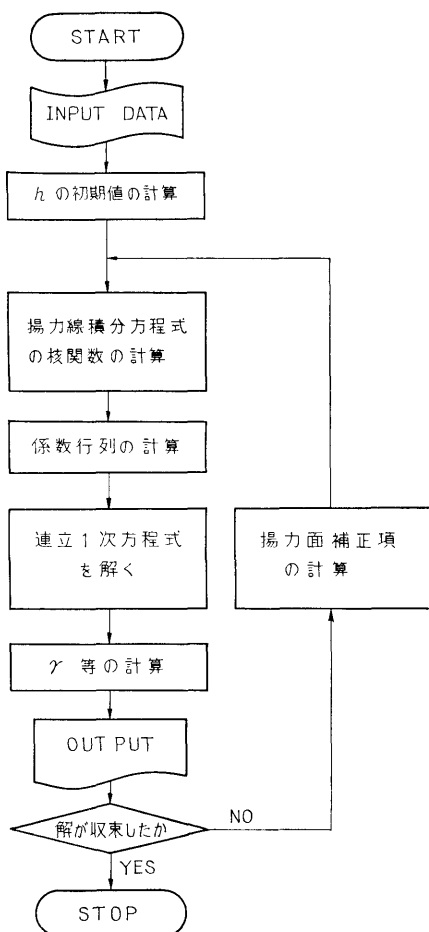 START
INPUT DATA
hの初期値の計算
揚力線積分方程式
の核関数の計算
係数行列の計算
連立1次方程式
を解く
揚力面補正項
の計算
γ 等の計算
OUTPUT
解が収束したか
NO
YES
STOP